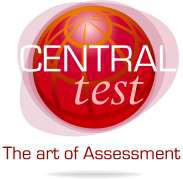 CENTRAL
test
The art of Assessment